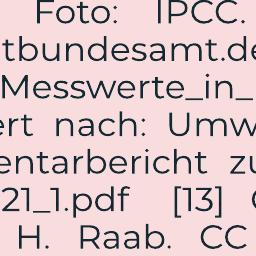 Foto: IPCC.
tbundesamt.de
Messwerte_in_
ert nach: Umw
entarbericht zu
21_1.pdf [13]
H. Raab. CC